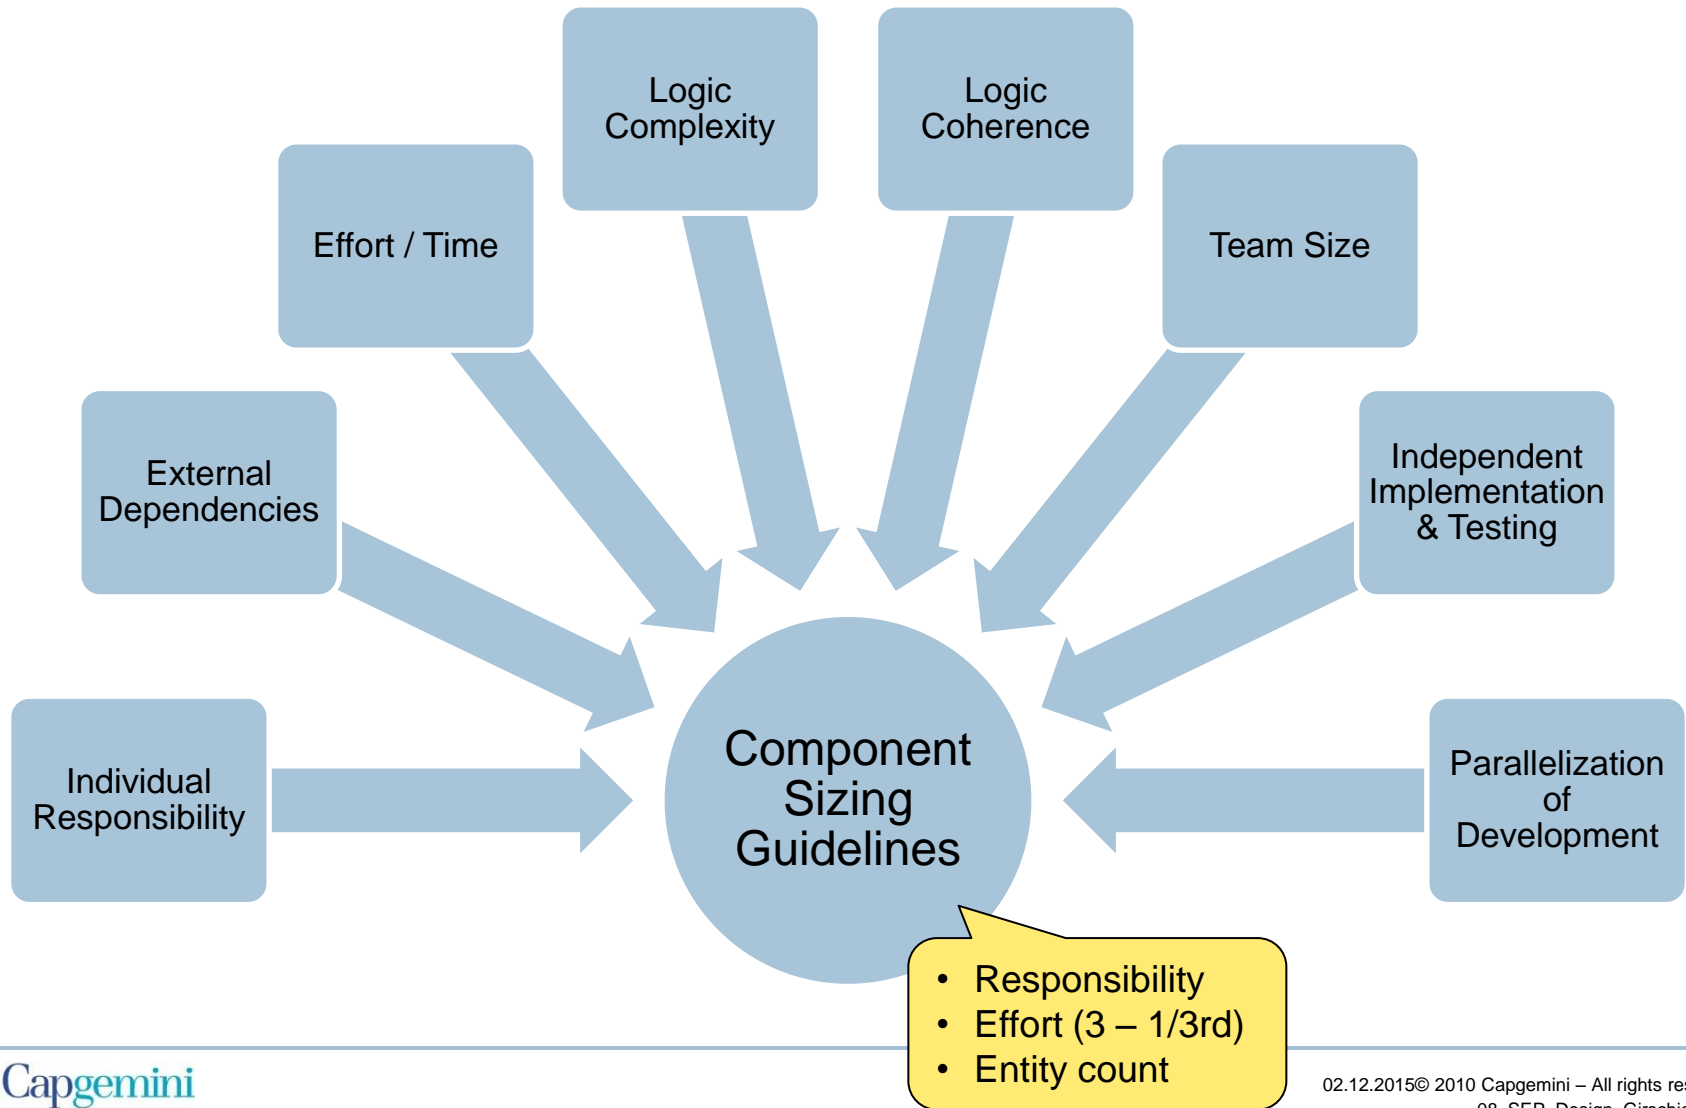 Logic
Complexity
Logic
Coherence
Effort / Time
Team Size
External
Dependencies
Independent
Implementation
& Testing
Individual
Responsibility
Component
Sizing
Guidelines
Parallelization
of
Development
• Responsibility
• Effort (3 – 1/3rd)
• Entity count
Capgemini
02.12.2015© 2010 Capgemini – All rights res